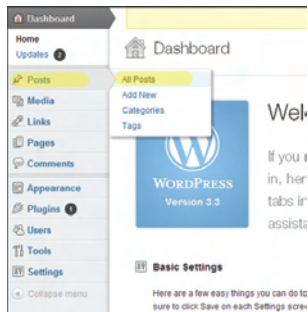 Dashboard
Home
Updates 2
Posts
Media
Links
Pages
Comments
Appearance
Plugins 1
Users
Tools
Settings
Collapse menu
Dashboard
All Posts
Add New
Categories
Tags
WORDPRESS
Version 3.3
Wel
If you
in, her
tabs in
assista
Basic Settings
Here are a few easy things you can do to
sure to click Save on each Settings scree